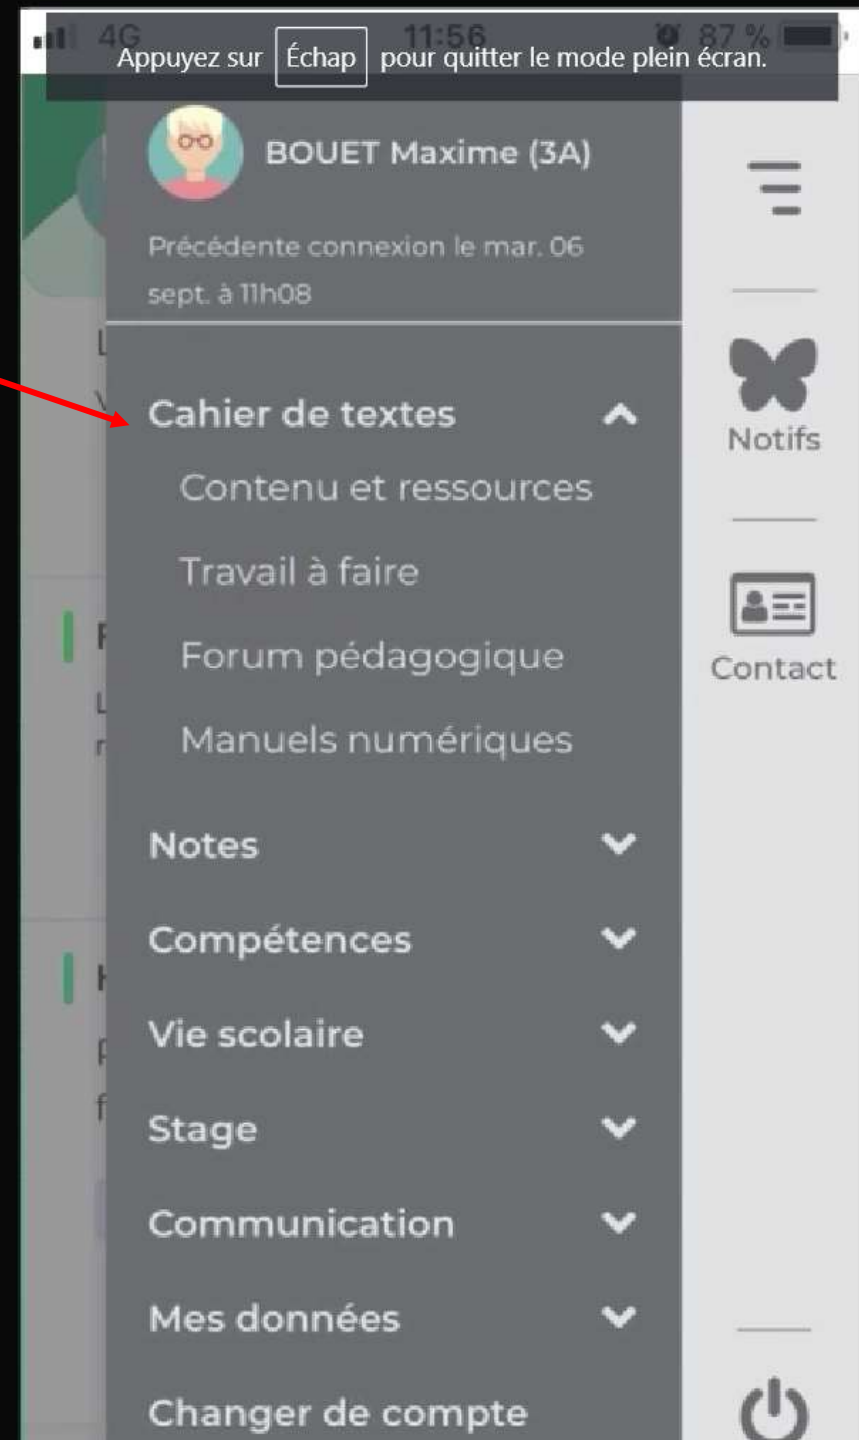 4G 11:56 87 %
Appuyez sur Échap pour quitter le mode plein écran.
BOUET Maxime (3A)
Précédente connexion le mar. 06
sept. à 11h08
Cahier de textes
Contenu et ressources
Travail à faire
Forum pédagogique
Manuels numériques
Notes
Compétences
Vie scolaire
Stage
Communication
Mes données
Changer de compte
Notifs
Contact